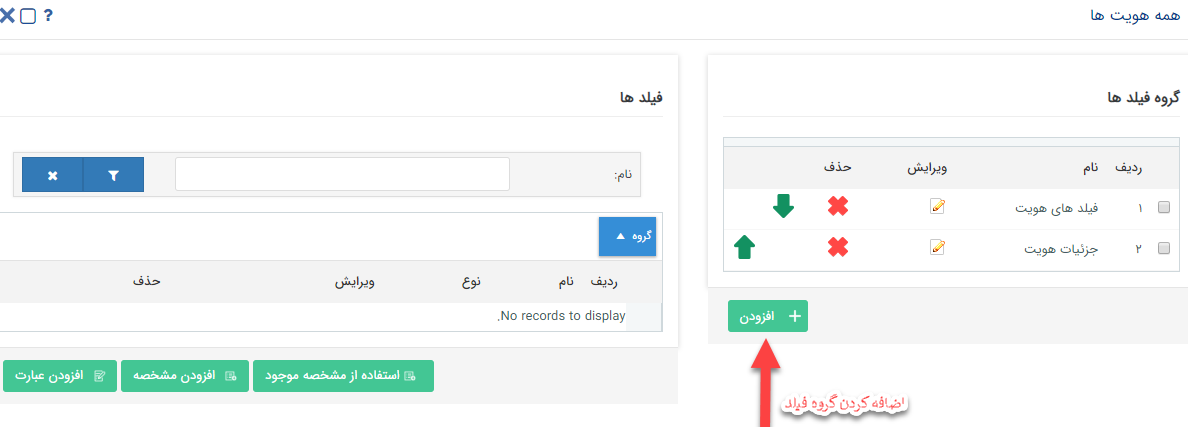 همه هویت ها
?
گروه فیلد ها
ردیف نام ویرایش حذف
۱ فیلد های هویت
۲ جزئیات هویت
افزودن
اضافه کردن گروه فیلد
فیلد ها
نام:
گروه
ردیف نام نوع ویرایش حذف
No records to display.
استفاده از مشخصه موجود
افزودن مشخصه
افزودن عبارت